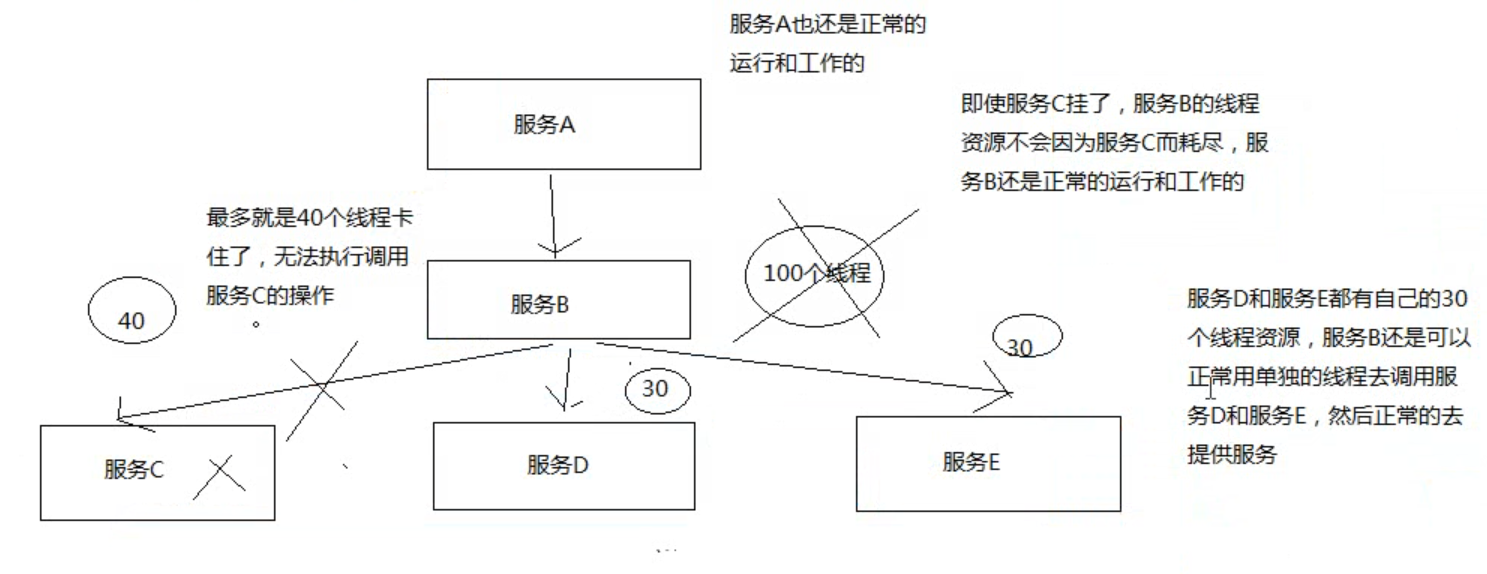 服务A也还是正常的
运行和工作的
服务A
即使服务C挂了，服务B的线程
资源不会因为服务C而耗尽，服
务B还是正常的运行和工作的
最多就是40个线程卡
住了，无法执行调用
服务C的操作
。
40
服务B
100个线程
30
30
服务D和服务E都有自己的30
个线程资源，服务B还是可以
正常用单独的线程去调用服
务D和服务E，然后正常的去
提供服务
服务C
服务D
服务E